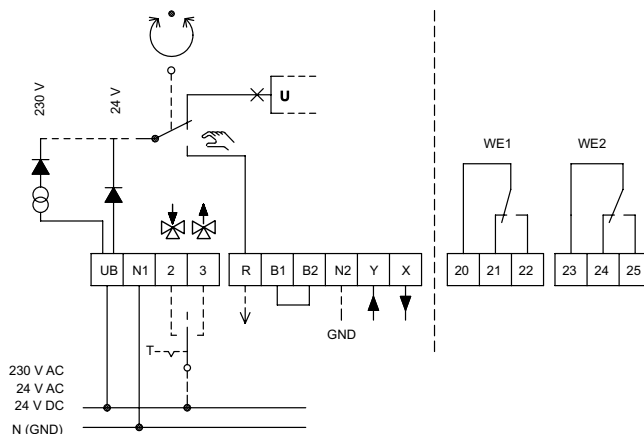 230 V
24 V
U
WE1
WE2
UB N1 2 3 R B1 B2 N2 Y X
20 21 22
23 24 25
GND
T
230 V AC
24 V AC
24 V DC
N (GND)